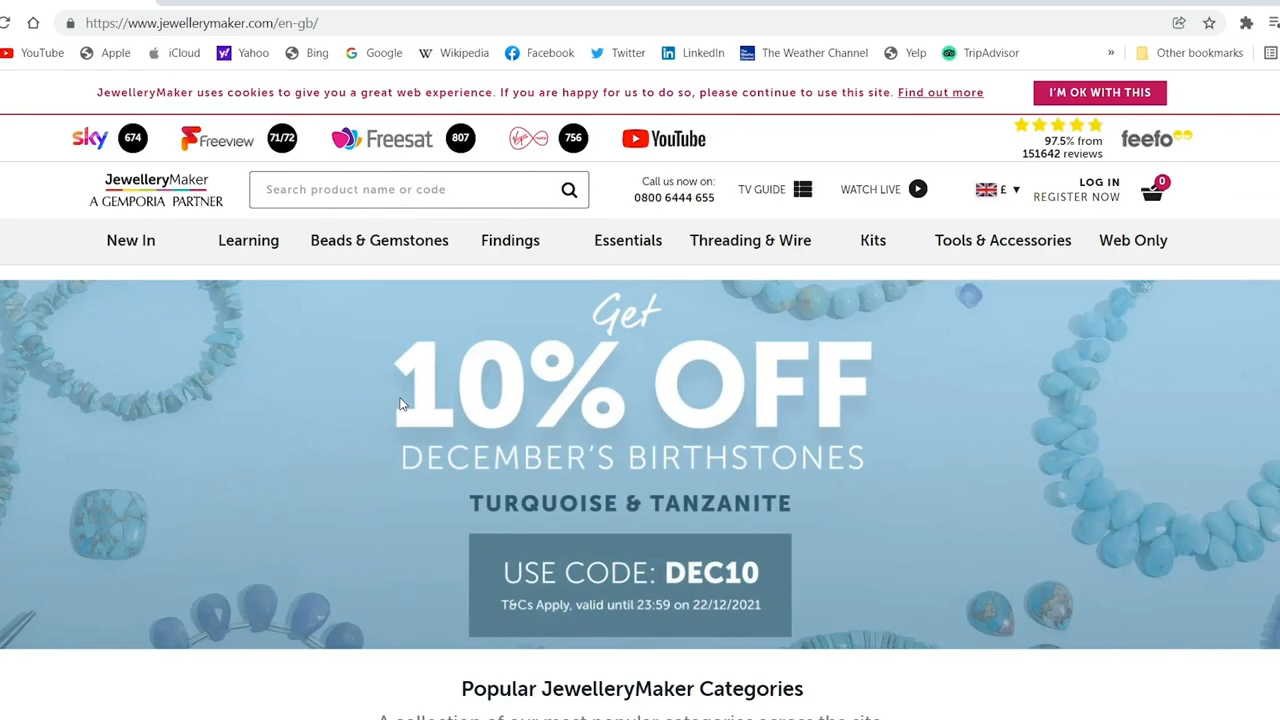 https://www.jewellerymaker.com/en-gb/
YouTube Apple iCloud Yahoo Bing Google Wikipedia Facebook Twitter LinkedIn The Weather Channel Yelp TripAdvisor » Other bookmarks
JewelleryMaker uses cookies to give you a great web experience. If you are happy for us to do so, please continue to use this site. Find out more
I'M OK WITH THIS
sky 674 Freeview 71/72 Freesat 807 756 YouTube
97.5% from
151642 reviews
feefo
JewelleryMaker
A GEMPORIA PARTNER
Search product name or code
Call us now on:
0800 6444 655
TV GUIDE
WATCH LIVE
£ ▼
LOG IN
REGISTER NOW
0
New In Learning Beads & Gemstones Findings Essentials Threading & Wire Kits Tools & Accessories Web Only
Get
10% OFF
DECEMBER'S BIRTHSTONES
TURQUOISE & TANZANITE
USE CODE: DEC10
T&Cs Apply, valid until 23:59 on 22/12/2021
Popular JewelleryMaker Categories
A collection of our most popular categories across the site